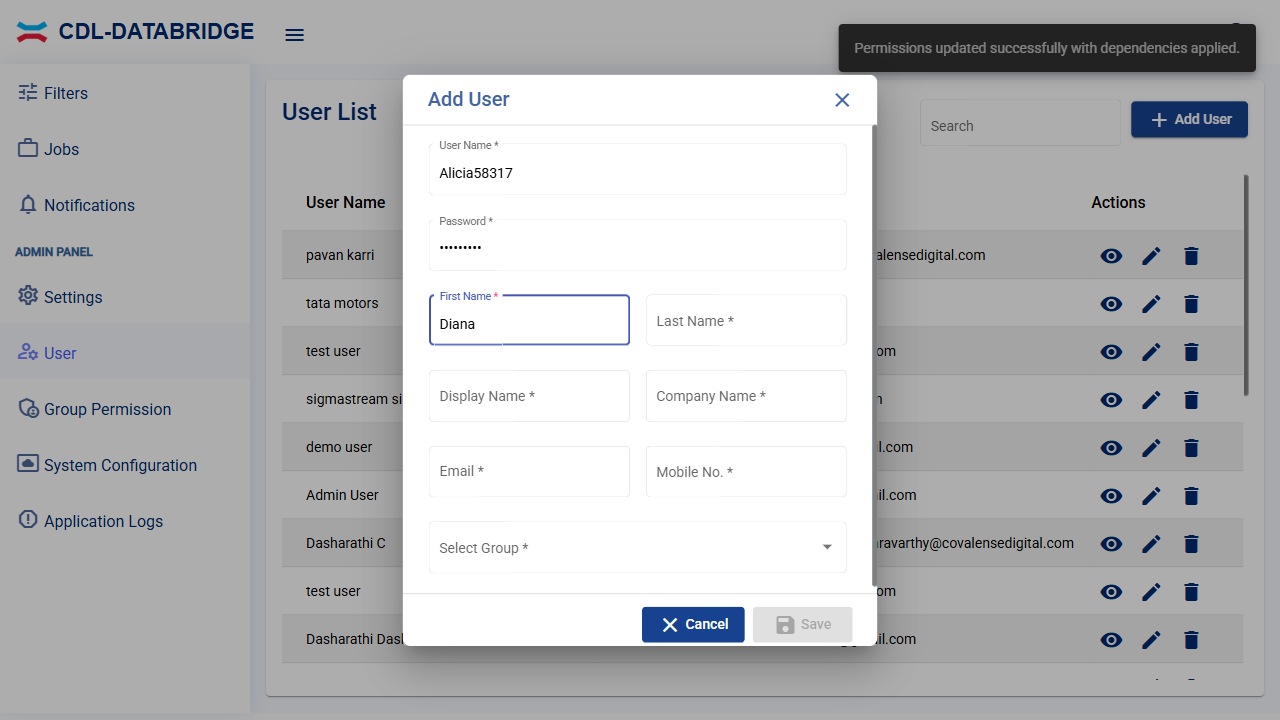 CDL-DATABRIDGE
Permissions updated successfully with dependencies applied.
Filters
Jobs
Notifications
ADMIN PANEL
Settings
User
Group Permission
System Configuration
Application Logs
User List
Search
Add User
User Name
Actions
pavan karri
alensedigital.com
tata motors
test user
om
sigmastream si
demo user
l.com
Admin User
il.com
Dasharathi C
ravarthy@covalensedigital.com
test user
om
Dasharathi Das
il.com
Add User
User Name *
Alicia58317
Password *
•••••••••
First Name *
Diana
Last Name *
Display Name *
Company Name *
Email *
Mobile No. *
Select Group *
Cancel
Save